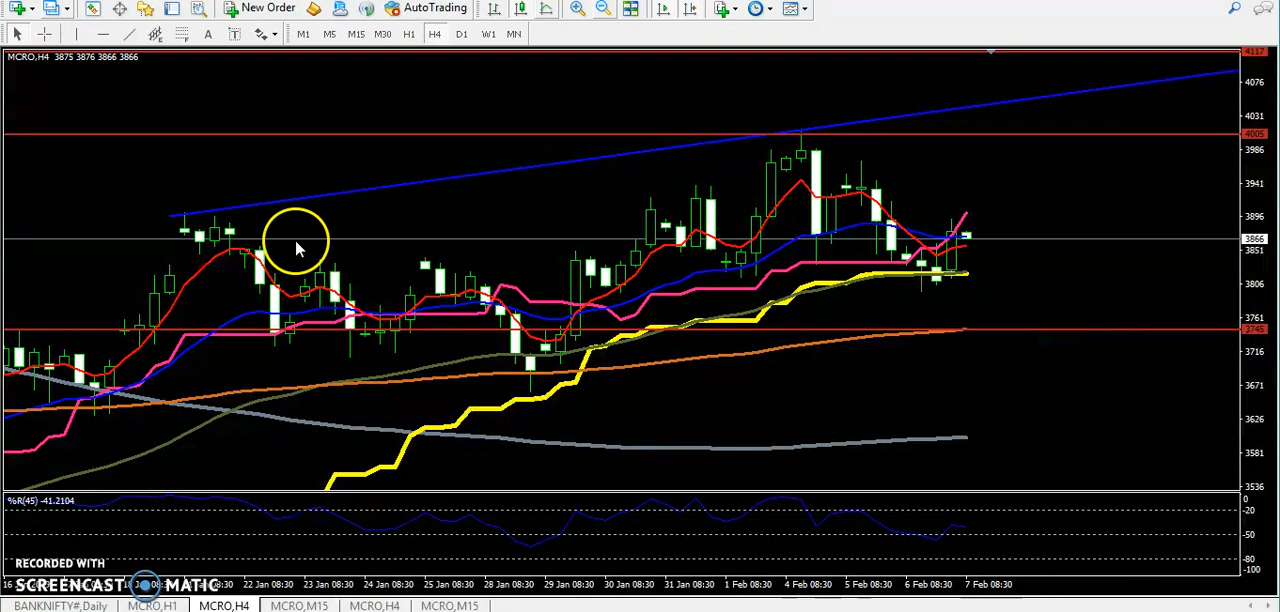 New Order
AutoTrading
A
T
M1 M5 M15 M30 H1 H4 D1 W1 MN
MCRO,H4 3875 3876 3866 3866
4117
4076
4031
4005
3986
3941
3896
3866
3851
3806
3761
3745
3716
3671
3626
3581
3536
%R(45) -41.2104
0
-20
-50
-80
-100
RECORDED WITH
SCREENCAST MATIC
22 Jan 08:30 23 Jan 08:30 24 Jan 08:30 25 Jan 08:30 28 Jan 08:30 29 Jan 08:30 30 Jan 08:30 31 Jan 08:30 1 Feb 08:30 4 Feb 08:30 5 Feb 08:30 6 Feb 08:30 7 Feb 08:30
BANKNIFTY#,Daily MCRO,H1 MCRO,H4 MCRO,M15 MCRO,H4 MCRO,M15